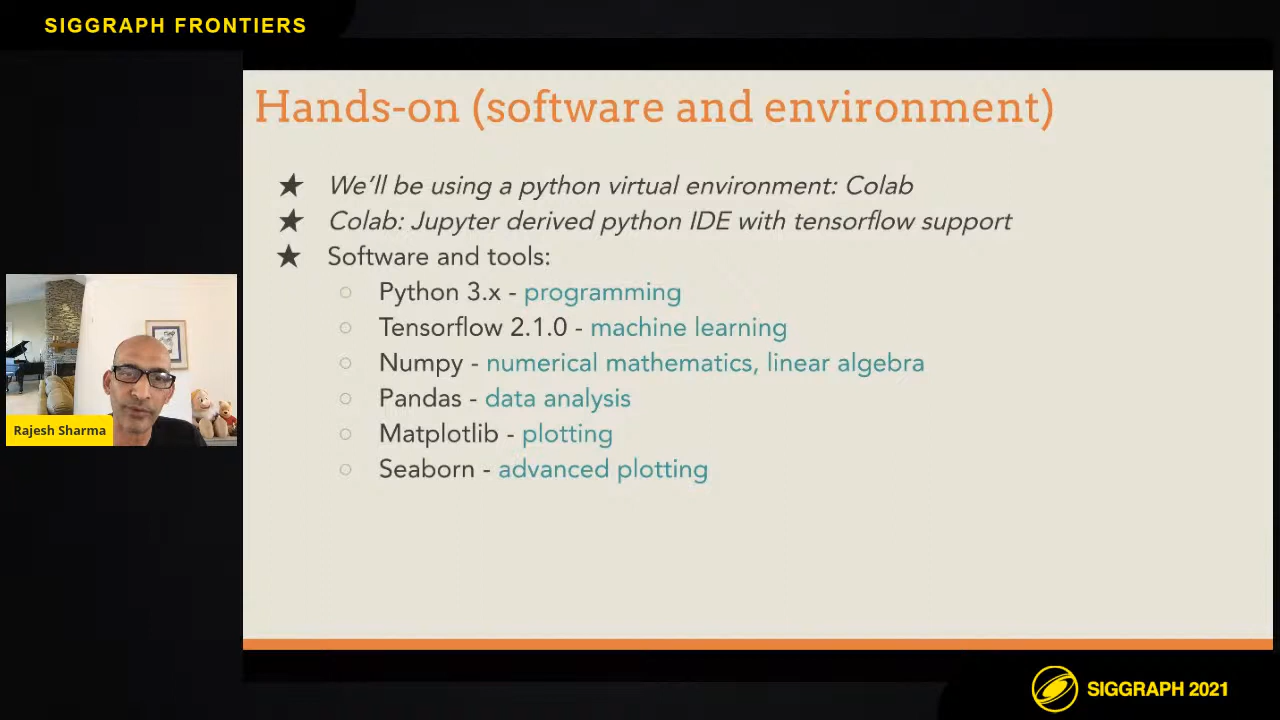 SIGGRAPH FRONTIERS
Hands-on (software and environment)
★ We’ll be using a python virtual environment: Colab
★ Colab: Jupyter derived python IDE with tensorflow support
★ Software and tools:
○ Python 3.x - programming
○ Tensorflow 2.1.0 - machine learning
○ Numpy - numerical mathematics, linear algebra
○ Pandas - data analysis
○ Matplotlib - plotting
○ Seaborn - advanced plotting
Rajesh Sharma
SIGGRAPH 2021